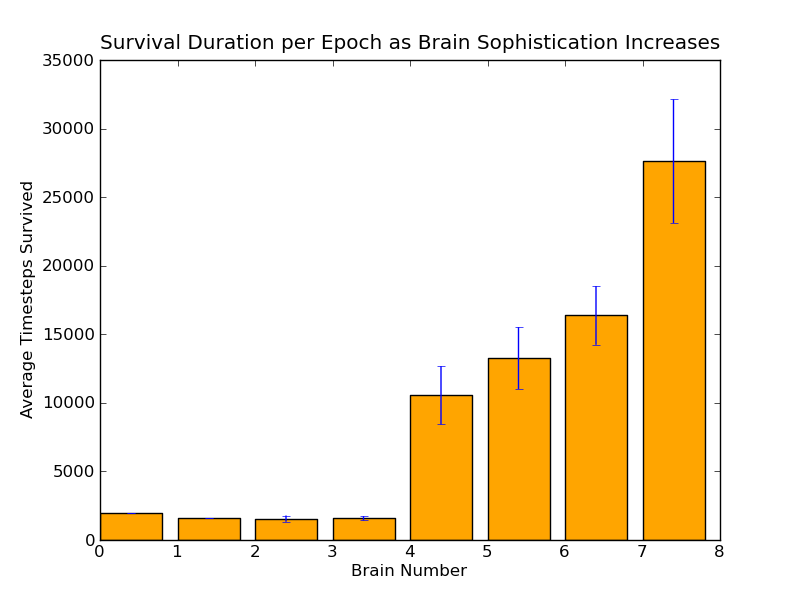 Survival Duration per Epoch as Brain Sophistication Increases
35000
30000
25000
20000
15000
10000
5000
0
Average Timesteps Survived
0 1 2 3 4 5 6 7 8
Brain Number